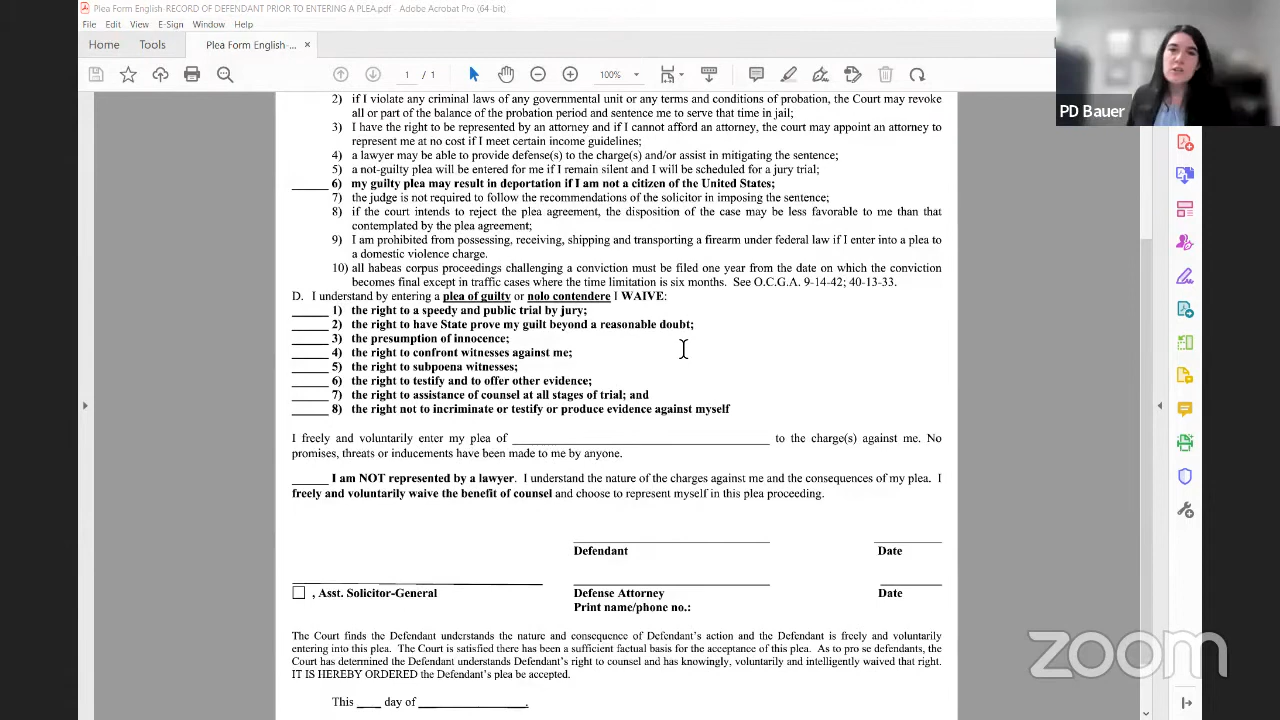 Plea Form English-RECORD OF DEFENDANT PRIOR TO ENTERING A PLEA.pdf - Adobe Acrobat Pro (64-bit)
File Edit View E-Sign Window Help
Home Tools Plea Form English-... ×
1 / 1 100%
PD Bauer
2) if I violate any criminal laws of any governmental unit or any terms and conditions of probation, the Court may revoke
all or part of the balance of the probation period and sentence me to serve that time in jail;
3) I have the right to be represented by an attorney and if I cannot afford an attorney, the court may appoint an attorney to
represent me at no cost if I meet certain income guidelines;
4) a lawyer may be able to provide defense(s) to the charge(s) and/or assist in mitigating the sentence;
5) a not-guilty plea will be entered for me if I remain silent and I will be scheduled for a jury trial;
______ 6) my guilty plea may result in deportation if I am not a citizen of the United States;
7) the judge is not required to follow the recommendations of the solicitor in imposing the sentence;
8) if the court intends to reject the plea agreement, the disposition of the case may be less favorable to me than that
contemplated by the plea agreement;
9) I am prohibited from possessing, receiving, shipping and transporting a firearm under federal law if I enter into a plea to
a domestic violence charge.
10) all habeas corpus proceedings challenging a conviction must be filed one year from the date on which the conviction
becomes final except in traffic cases where the time limitation is six months. See O.C.G.A. 9-14-42; 40-13-33.
D. I understand by entering a plea of guilty or nolo contendere I WAIVE:
______ 1) the right to a speedy and public trial by jury;
______ 2) the right to have State prove my guilt beyond a reasonable doubt;
______ 3) the presumption of innocence;
______ 4) the right to confront witnesses against me;
______ 5) the right to subpoena witnesses;
______ 6) the right to testify and to offer other evidence;
______ 7) the right to assistance of counsel at all stages of trial; and
______ 8) the right not to incriminate or testify or produce evidence against myself
I freely and voluntarily enter my plea of ______ to the charge(s) against me. No
promises, threats or inducements have been made to me by anyone.
______ I am NOT represented by a lawyer. I understand the nature of the charges against me and the consequences of my plea. I
freely and voluntarily waive the benefit of counsel and choose to represent myself in this plea proceeding.
Defendant Date
, Asst. Solicitor-General Defense Attorney Date
Print name/phone no.:
The Court finds the Defendant understands the nature and consequence of Defendant's action and the Defendant is freely and voluntarily
entering into this plea. The Court is satisfied there has been a sufficient factual basis for the acceptance of this plea. As to pro se defendants, the
Court has determined the Defendant understands Defendant's right to counsel and has knowingly, voluntarily and intelligently waived that right.
IT IS HEREBY ORDERED the Defendant's plea be accepted.
This ____ day of ______.
zoom